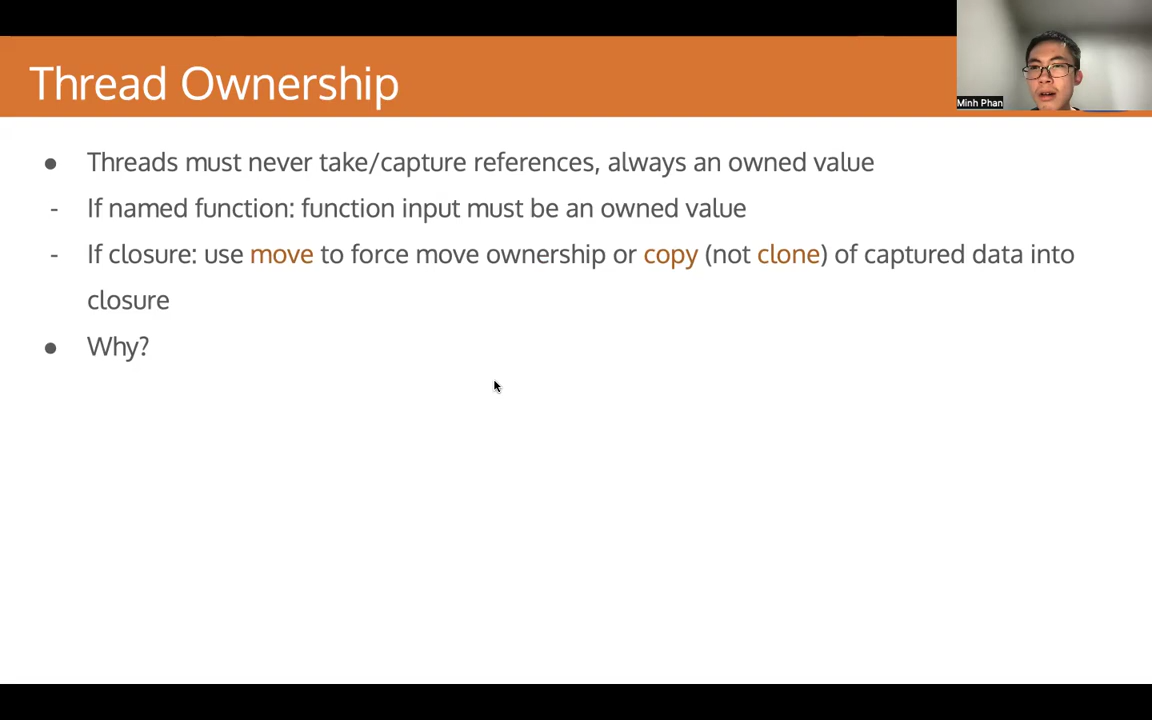 Thread Ownership
Minh Phan
● Threads must never take/capture references, always an owned value
- If named function: function input must be an owned value
- If closure: use move to force move ownership or copy (not clone) of captured data into
closure
● Why?